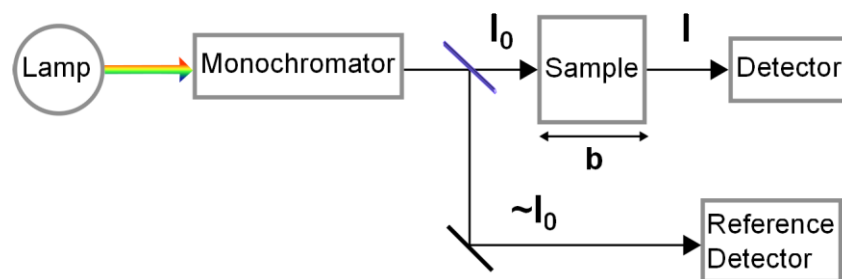 Lamp
Monochromator
I₀
Sample
I
Detector
b
~I₀
Reference
Detector